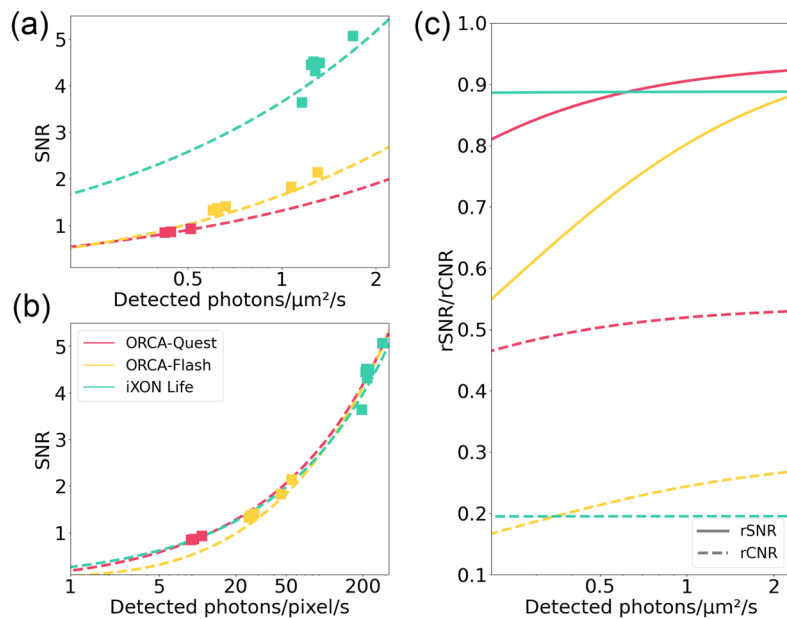 (a)
SNR
5
4
3
2
1
0.5
1
2
Detected photons/μm²/s
(b)
SNR
5
4
3
2
1
ORCA-Quest
ORCA-Flash
iXON Life
1
5
20
50
200
Detected photons/pixel/s
(c)
rSNR/rCNR
1.0
0.9
0.8
0.7
0.6
0.5
0.4
0.3
0.2
0.1
rSNR
rCNR
0.5
1
2
Detected photons/μm²/s